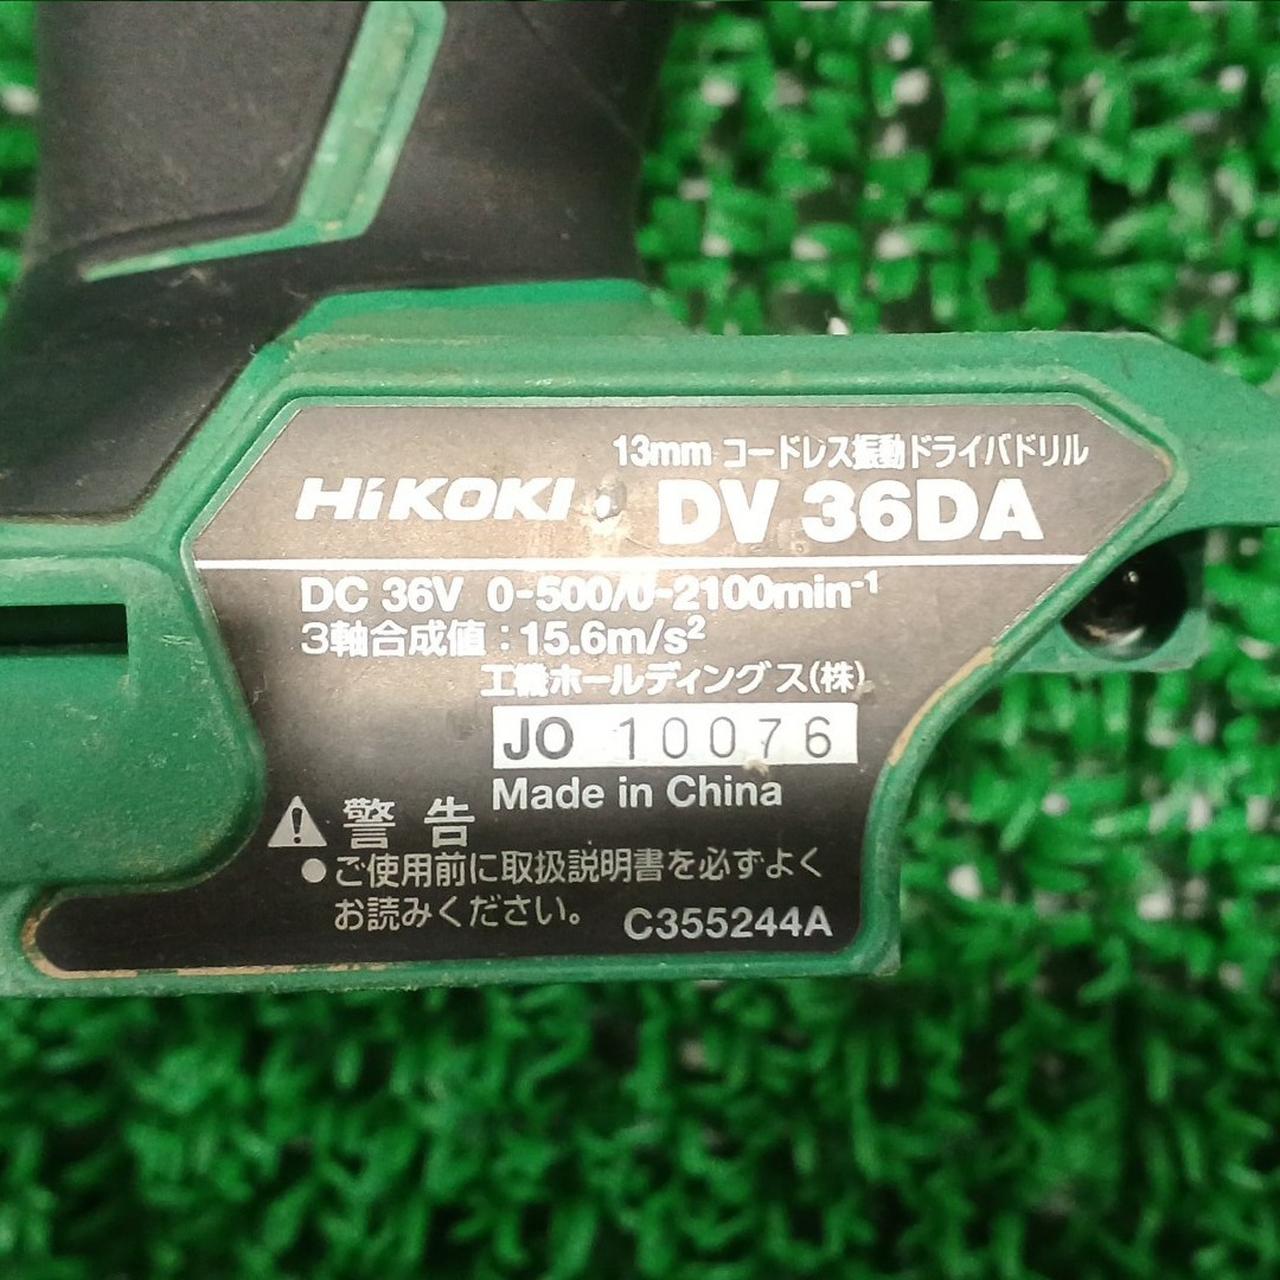 13mm コードレス振動ドライバドリル
HiKOKI DV 36DA
DC 36V 0-500/0-2100min⁻¹
3軸合成値：15.6m/s²
工機ホールディングス(株)
JO 10076
Made in China
警告
●ご使用前に取扱説明書を必ずよく
お読みください。
C355244A